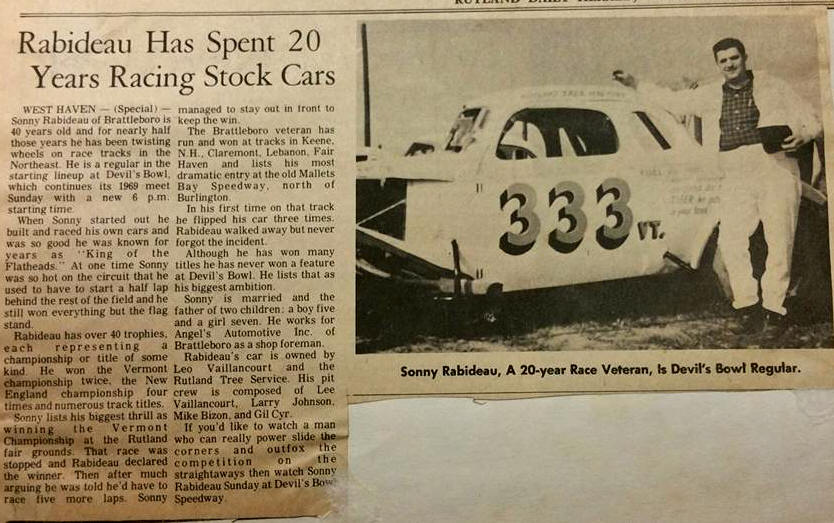 RUTLAND DAILY HERALD,
Rabideau Has Spent 20
Years Racing Stock Cars
WEST HAVEN — (Special) —
Sonny Rabideau of Brattleboro is
40 years old and for nearly half
those years he has been twisting
wheels on race tracks in the
Northeast. He is a regular in the
starting lineup at Devil's Bowl,
which continues its 1969 meet
Sunday with a new 6 p.m.
starting time.
When Sonny started out he
built and raced his own cars and
was so good he was known for
years as "King of the
Flatheads." At one time Sonny
was so hot on the circuit that he
used to have to start a half lap
behind the rest of the field and he
still won everything but the flag
stand.
Rabideau has over 40 trophies,
each representing a
championship or title of some
kind. He won the Vermont
championship twice, the New
England championship four
times and numerous track titles.
Sonny lists his biggest thrill as
winning the Vermont
Championship at the Rutland
fair grounds. That race was
stopped and Rabideau declared
the winner. Then after much
arguing he was told he'd have to
race five more laps. Sonny
managed to stay out in front to
keep the win.
The Brattleboro veteran has
run and won at tracks in Keene,
N.H., Claremont, Lebanon, Fair
Haven and lists his most
dramatic entry at the old Mallets
Bay Speedway, north of
Burlington.
In his first time on that track
he flipped his car three times.
Rabideau walked away but never
forgot the incident.
Although he has won many
titles he has never won a feature
at Devil's Bowl. He lists that as
his biggest ambition.
Sonny is married and the
father of two children; a boy five
and a girl seven. He works for
Angel's Automotive Inc. of
Brattleboro as a shop foreman.
Rabideau's car is owned by
Leo Vaillancourt and the
Rutland Tree Service. His pit
crew is composed of Lee
Vaillancourt, Larry Johnson,
Mike Bizon, and Gil Cyr.
If you'd like to watch a man
who can really power slide the
corners and outfox the
competition on the
straightaways then watch Sonny
Rabideau Sunday at Devil's Bowl
Speedway.
333 VT.
Sonny Rabideau, A 20-year Race Veteran, Is Devil's Bowl Regular.